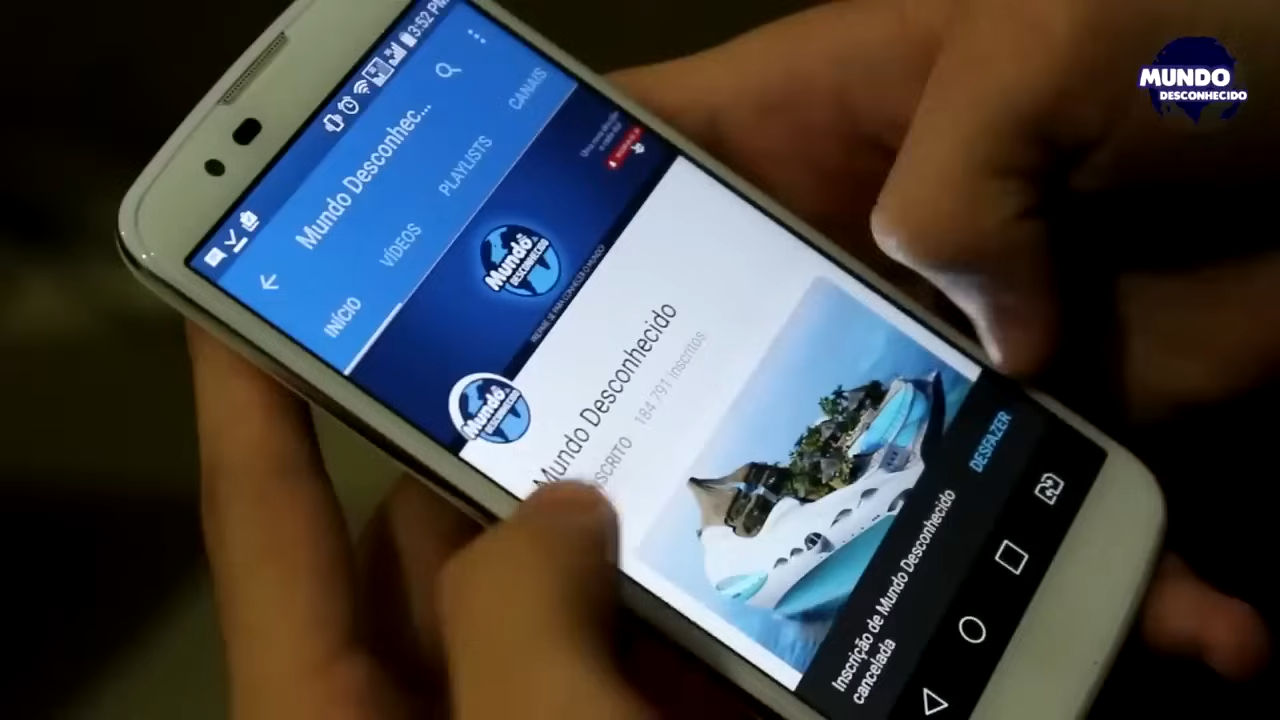 MUNDO
DESCONHECIDO
3:52 PM
Mundo Desconhec...
INÍCIO
VÍDEOS
PLAYLISTS
CANAIS
Mundo
DESCONHECIDO
Mundo
Mundo Desconhecido
184.791 inscritos
Inscrição de Mundo Desconhecido
cancelada
DESFAZER